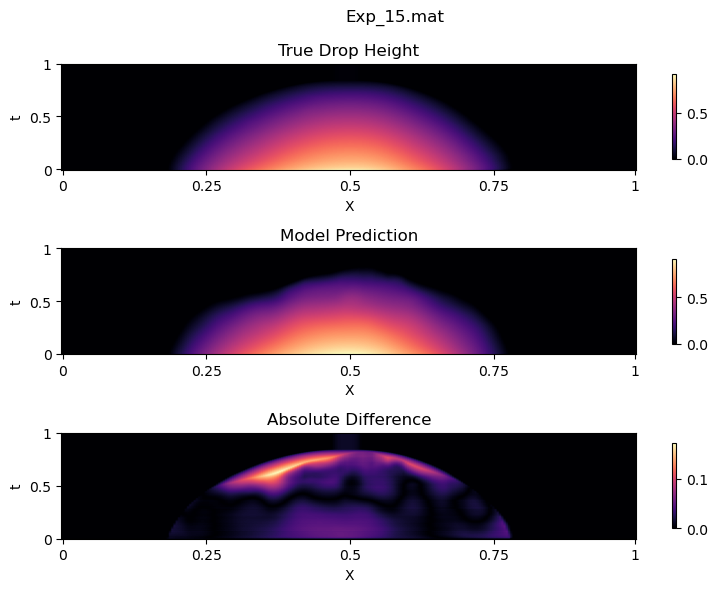 Exp_15.mat
True Drop Height
1
0.5
0
t
0 0.25 0.5 0.75 1
X
0.5
0.0
Model Prediction
1
0.5
0
t
0 0.25 0.5 0.75 1
X
0.5
0.0
Absolute Difference
1
0.5
0
t
0 0.25 0.5 0.75 1
X
0.1
0.0